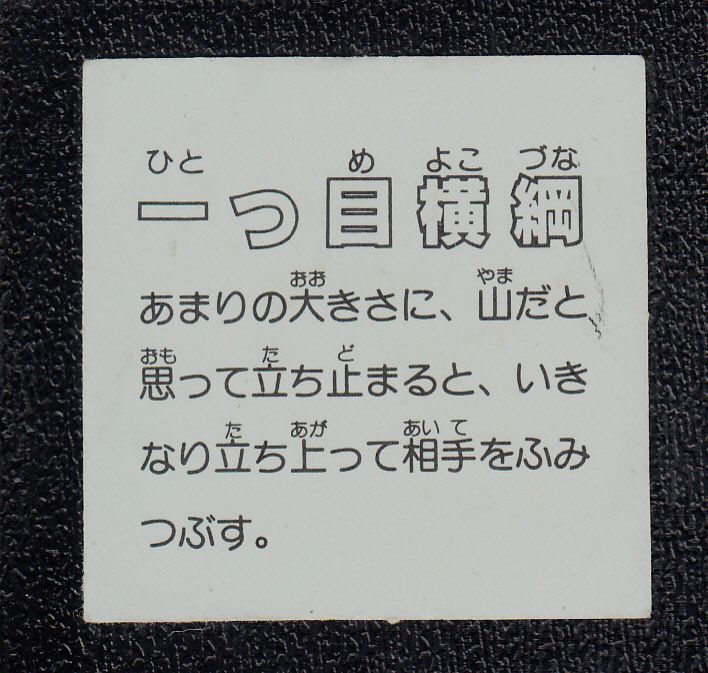 ひと め よこ づな
一つ目横綱
おお やま
あまりの大きさに、山だと
おも た ど
思って立ち止まると、いき
た あが あい て
なり立ち上って相手をふみ
つぶす。